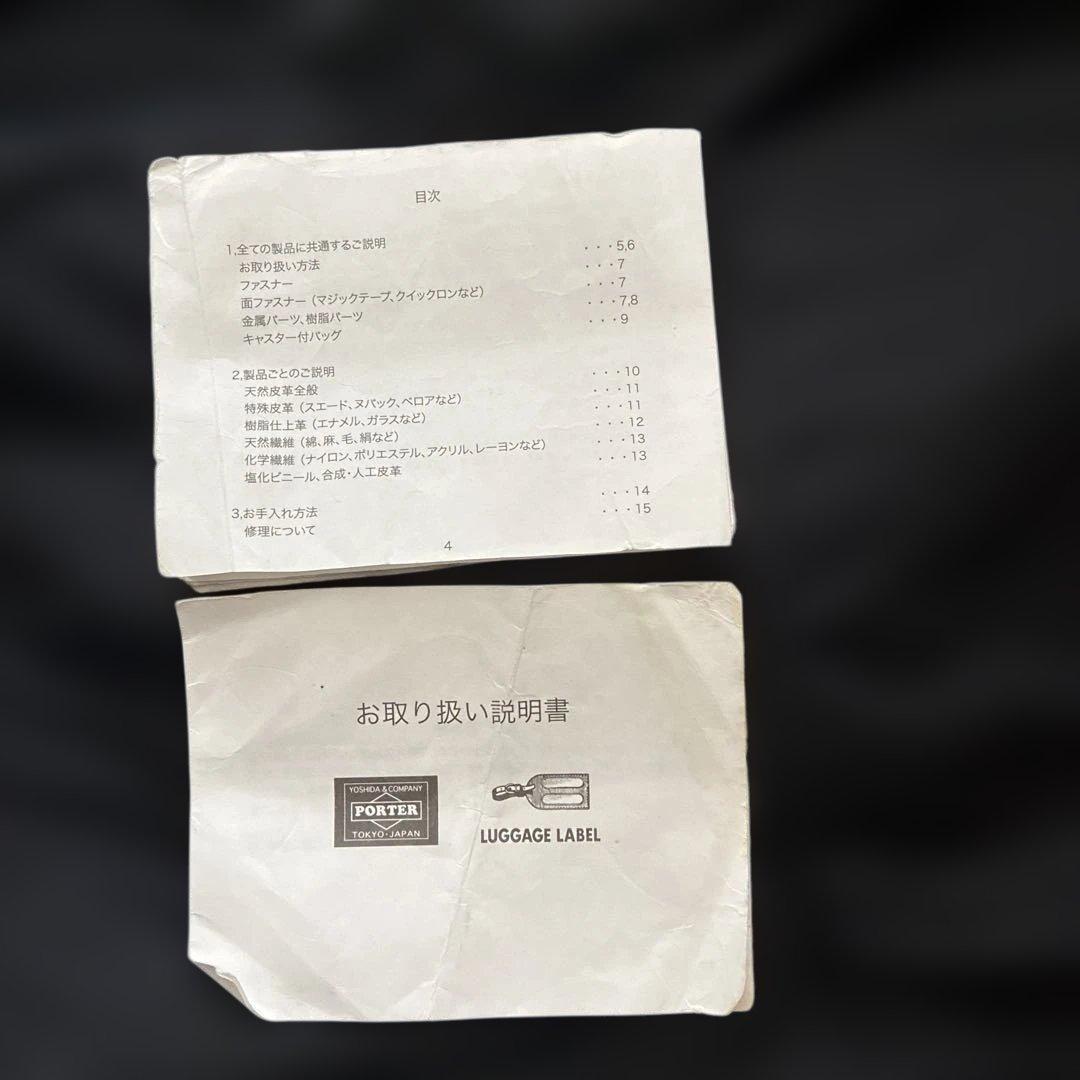 目次
1,全ての製品に共通するご説明
お取り扱い方法 ・・・5,6
ファスナー ・・・7
面ファスナー（マジックテープ、クイックロンなど） ・・・7
金属パーツ、樹脂パーツ ・・・7,8
キャスター付バッグ ・・・9
2,製品ごとのご説明
天然皮革全般 ・・・10
特殊皮革（スエード、ヌバック、ベロアなど） ・・・11
樹脂仕上革（エナメル、ガラスなど） ・・・11
天然繊維（綿、麻、毛、絹など） ・・・12
化学繊維（ナイロン、ポリエステル、アクリル、レーヨンなど） ・・・13
塩化ビニール、合成・人工皮革 ・・・13
3,お手入れ方法 ・・・14
修理について ・・・15
4
お取り扱い説明書
YOSHIDA & COMPANY
PORTER
TOKYO・JAPAN
LUGGAGE LABEL